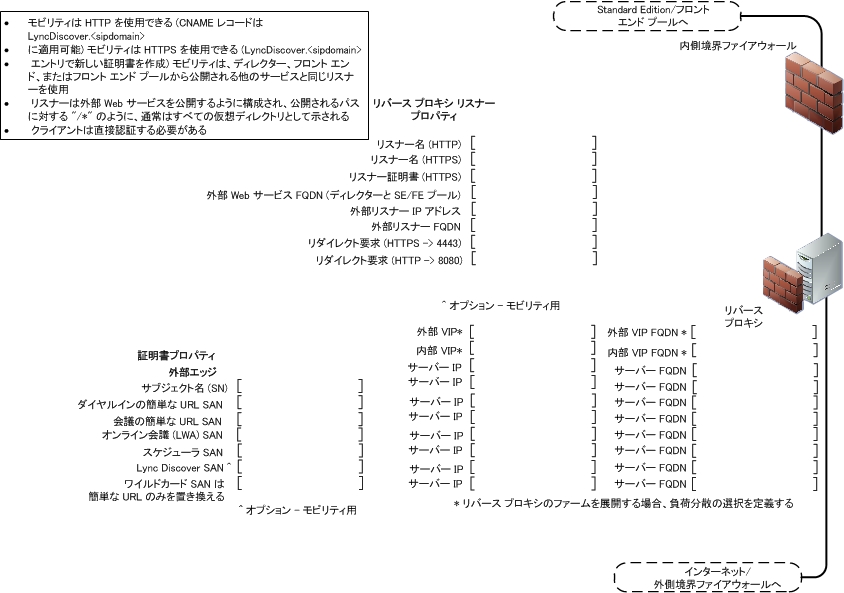 • モビリティは HTTP を使用できる (CNAME レコードは
LyncDiscover.<sipdomain>
• に適用可能) モビリティは HTTPS を使用できる (LyncDiscover.<sipdomain>
• エントリで新しい証明書を作成) モビリティは、ディレクター、フロント エン
ド、またはフロント エンド プールから公開される他のサービスと同じリスナ
ーを使用
• リスナーは外部 Web サービスを公開するように構成され、公開されるパス
に対する "/*" のように、通常はすべての仮想ディレクトリとして示される
• クライアントは直接認証する必要がある
Standard Edition/フロント
エンド プールへ
内側境界ファイアウォール
リバース プロキシ リスナー
プロパティ
リスナー名 (HTTP) [ ]
リスナー名 (HTTPS) [ ]
リスナー証明書 (HTTPS) [ ]
外部 Web サービス FQDN (ディレクターと SE/FE プール) [ ]
外部リスナー IP アドレス [ ]
外部リスナー FQDN [ ]
リダイレクト要求 (HTTPS -> 4443) [ ]
リダイレクト要求 (HTTP -> 8080) [ ]
^ オプション - モビリティ用
リバース
プロキシ
外部 VIP* [ ] 外部 VIP FQDN * [ ]
内部 VIP* [ ] 内部 VIP FQDN * [ ]
サーバー IP [ ] サーバー FQDN [ ]
サーバー IP [ ] サーバー FQDN [ ]
サーバー IP [ ] サーバー FQDN [ ]
サーバー IP [ ] サーバー FQDN [ ]
サーバー IP [ ] サーバー FQDN [ ]
サーバー IP [ ] サーバー FQDN [ ]
サーバー IP [ ] サーバー FQDN [ ]
サーバー IP [ ] サーバー FQDN [ ]
* リバース プロキシのファームを展開する場合、負荷分散の選択を定義する
証明書プロパティ
外部エッジ
サブジェクト名 (SN) [ ]
ダイヤルインの簡単な URL SAN [ ]
会議の簡単な URL SAN [ ]
オンライン会議 (LWA) SAN [ ]
スケジューラ SAN [ ]
Lync Discover SAN ^ [ ]
ワイルドカード SAN は [ ]
簡単な URL のみを置き換える
^ オプション - モビリティ用
インターネット/
外側境界ファイアウォールへ